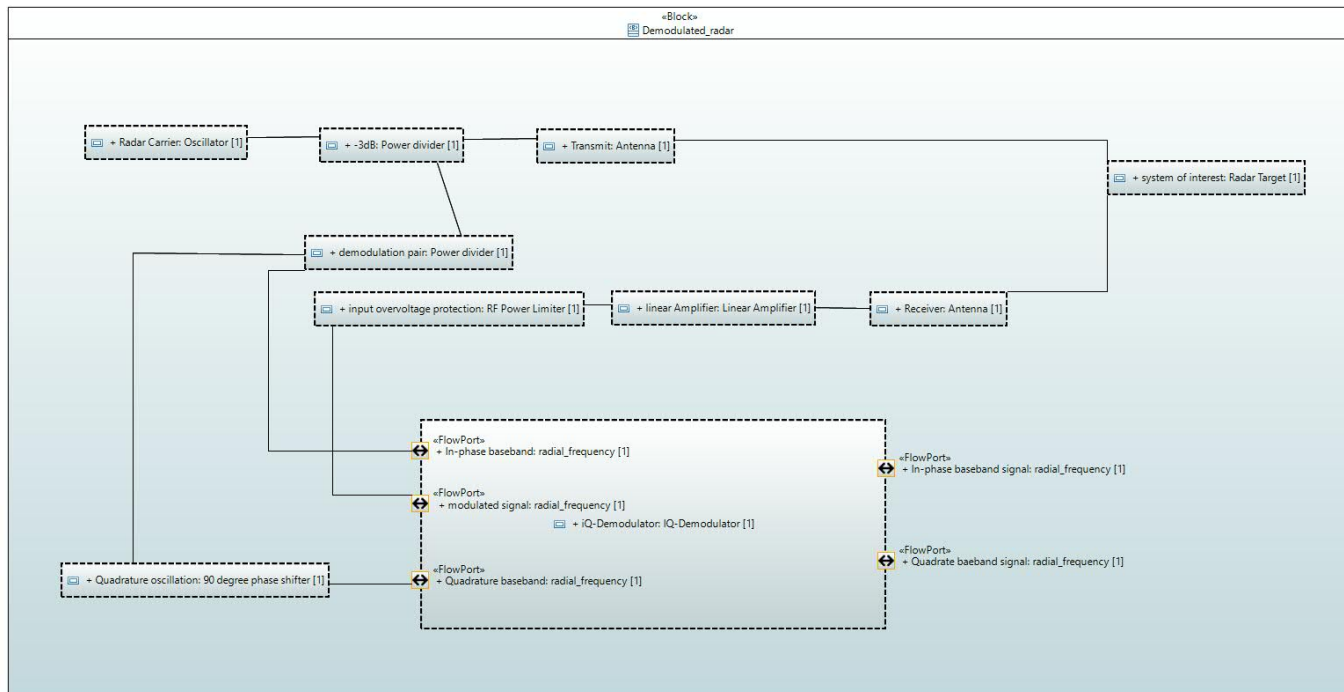 «Block»
Demodulated_radar
+ Radar Carrier: Oscillator [1]
+ -3dB: Power divider [1]
+ Transmit: Antenna [1]
+ system of interest: Radar Target [1]
+ demodulation pair: Power divider [1]
+ input overvoltage protection: RF Power Limiter [1]
+ linear Amplifier: Linear Amplifier [1]
+ Receiver: Antenna [1]
«FlowPort»
+ In-phase baseband: radial_frequency [1]
«FlowPort»
+ In-phase baseband signal: radial_frequency [1]
«FlowPort»
+ modulated signal: radial_frequency [1]
+ iQ-Demodulator: IQ-Demodulator [1]
«FlowPort»
+ Quadrate baeband signal: radial_frequency [1]
«FlowPort»
+ Quadrature baseband: radial_frequency [1]
+ Quadrature oscillation: 90 degree phase shifter [1]